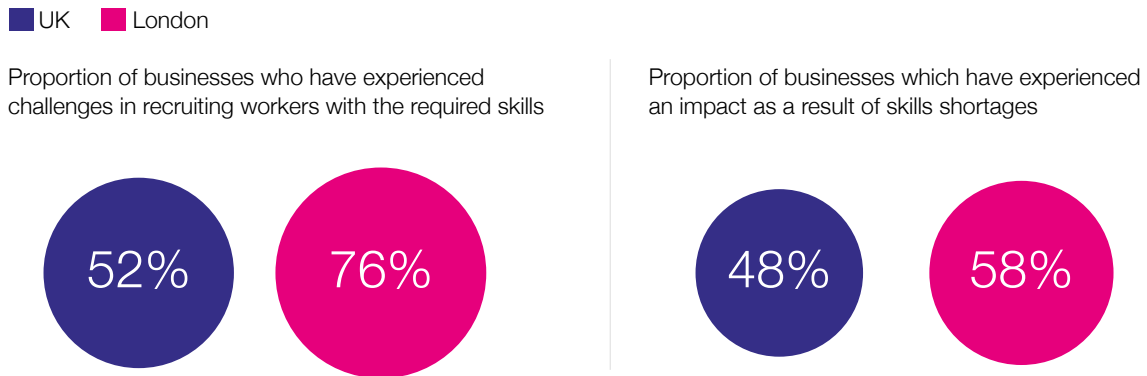 UK London
Proportion of businesses who have experienced
challenges in recruiting workers with the required skills
52% 76%
Proportion of businesses which have experienced
an impact as a result of skills shortages
48% 58%